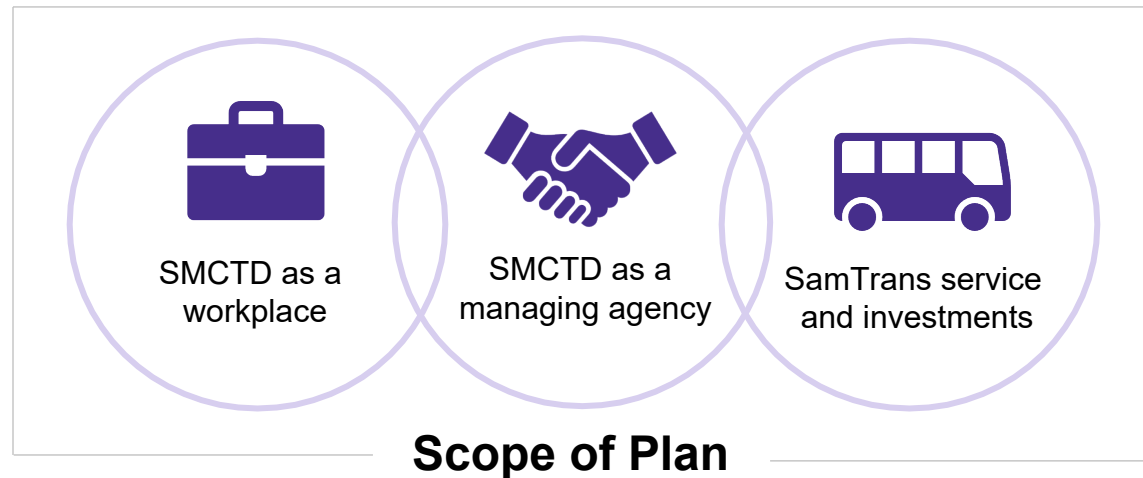 SMCTD as a
workplace
SMCTD as a
managing agency
SamTrans service
and investments
Scope of Plan